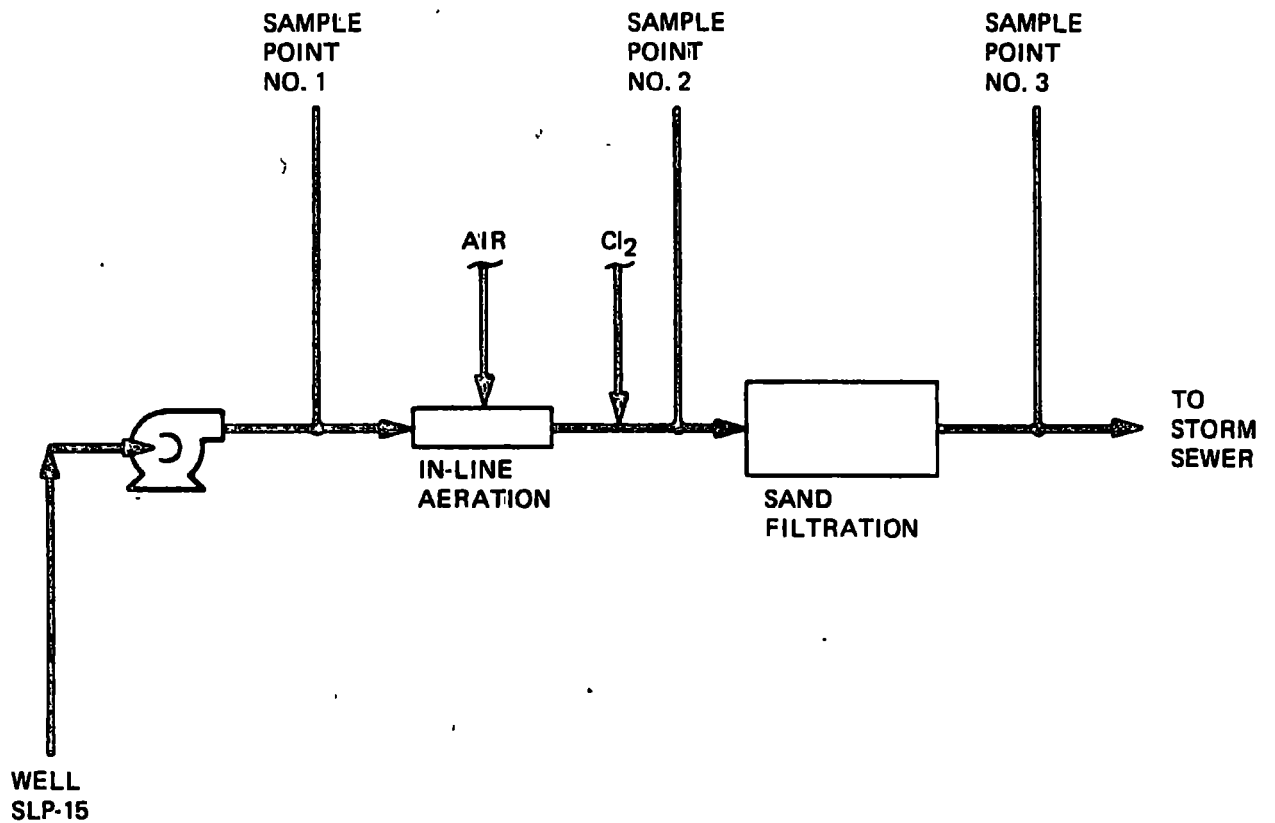 SAMPLE
POINT
NO. 1
SAMPLE
POINT
NO. 2
SAMPLE
POINT
NO. 3
AIR
Cl2
IN-LINE
AERATION
SAND
FILTRATION
TO
STORM
SEWER
WELL
SLP-15